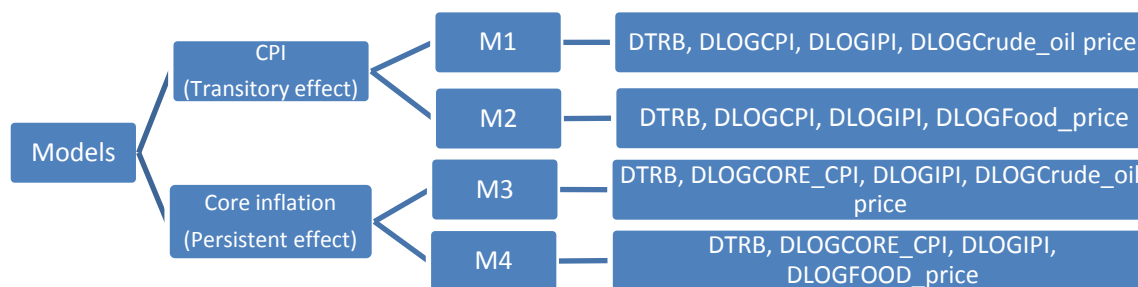 Models
CPI
(Transitory effect)
M1
DTRB, DLOGCPI, DLOGIPI, DLOGCrude_oil price
M2
DTRB, DLOGCPI, DLOGIPI, DLOGFood_price
Core inflation
(Persistent effect)
M3
DTRB, DLOGCORE_CPI, DLOGIPI, DLOGCrude_oil
price
M4
DTRB, DLOGCORE_CPI, DLOGIPI,
DLOGFOOD_price